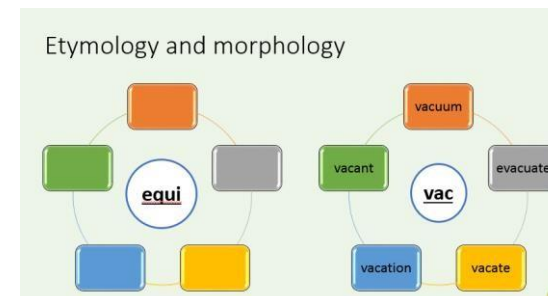 Etymology and morphology
vacuum
vacant
evacuate
equi
vac
vacation
vacate